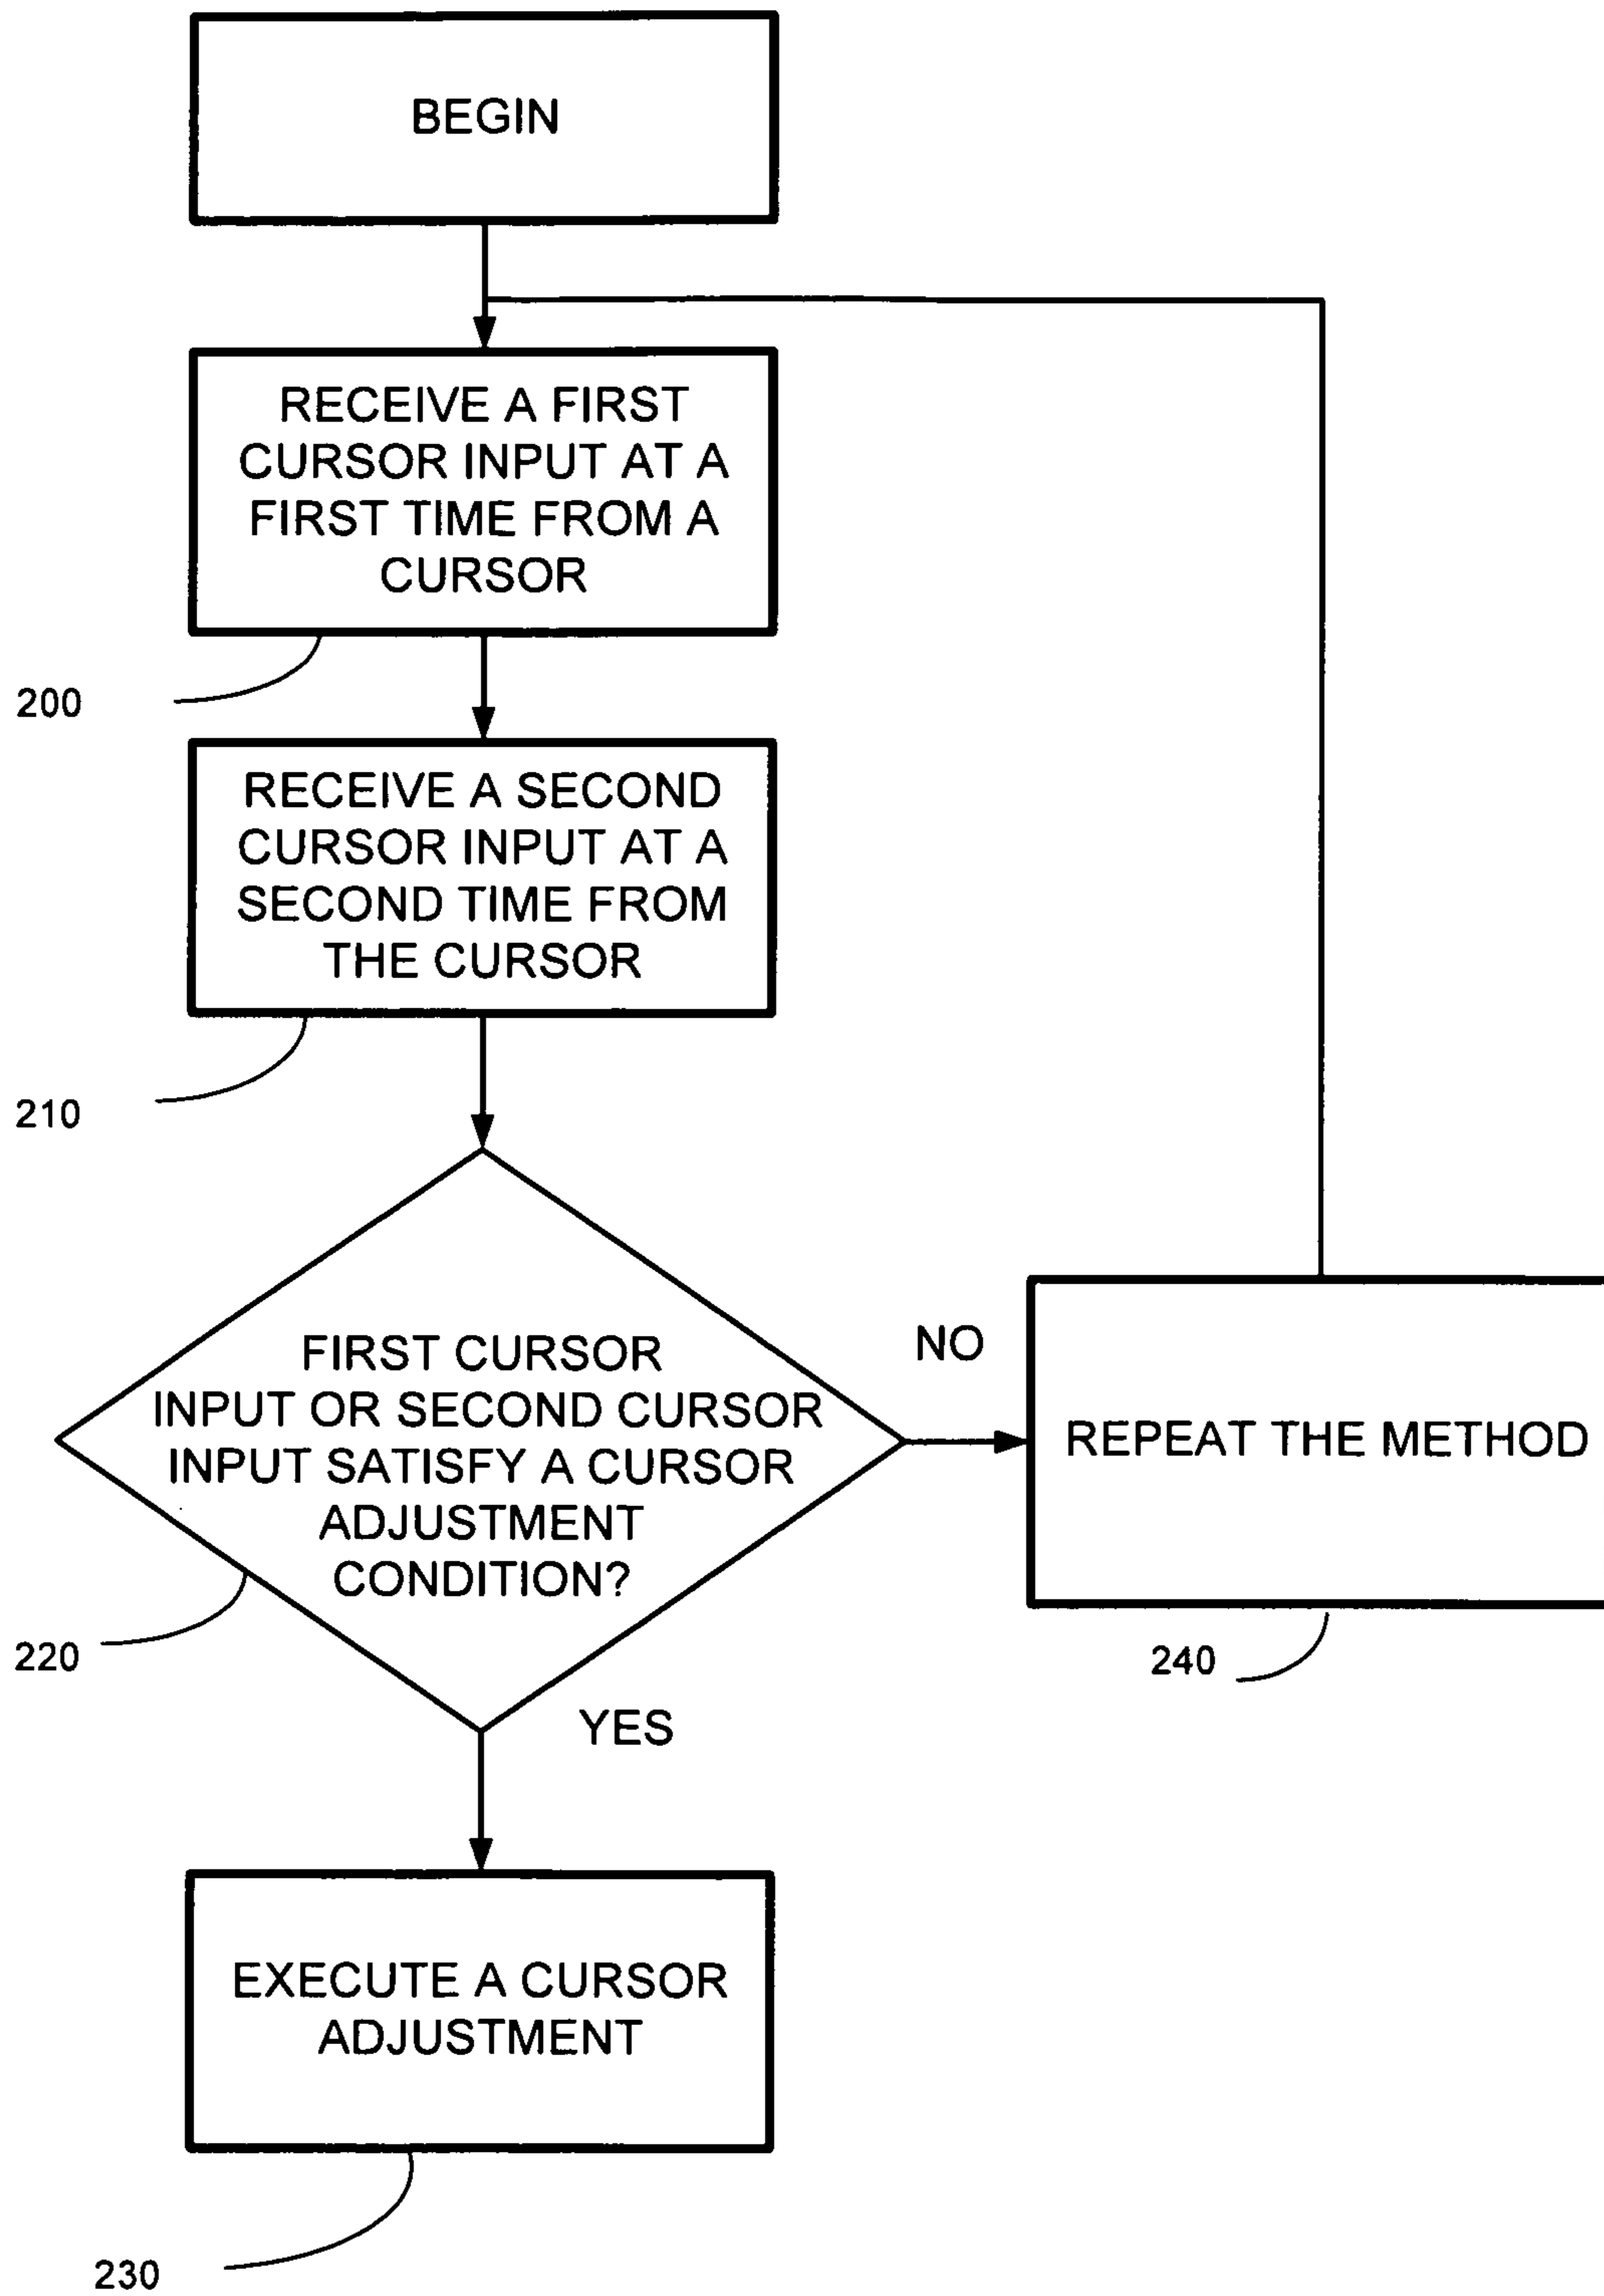 BEGIN
RECEIVE A FIRST
CURSOR INPUT AT A
FIRST TIME FROM A
CURSOR
200
RECEIVE A SECOND
CURSOR INPUT AT A
SECOND TIME FROM
THE CURSOR
210
FIRST CURSOR
INPUT OR SECOND CURSOR
INPUT SATISFY A CURSOR
ADJUSTMENT
CONDITION?
220
NO
REPEAT THE METHOD
240
YES
EXECUTE A CURSOR
ADJUSTMENT
230